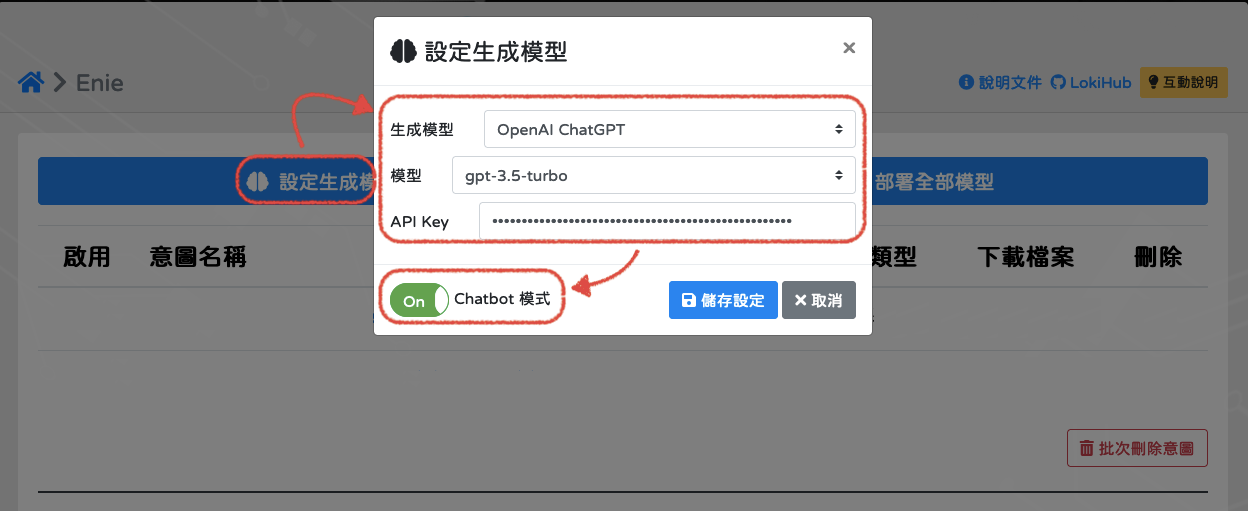 設定生成模型 ×
Enie
說明文件 LokiHub 互動說明
生成模型 OpenAI ChatGPT
設定生成模
模型 gpt-3.5-turbo
部署全部模型
API Key
啟用 意圖名稱 類型 下載檔案 刪除
On Chatbot 模式 儲存設定 取消
批次刪除意圖